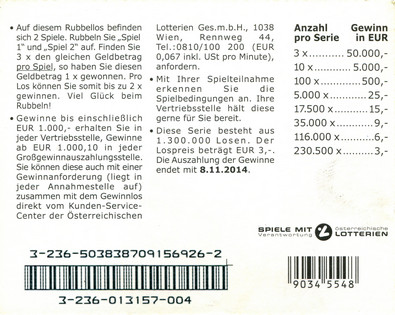 • Auf diesem Rubbellos befinden
sich 2 Spiele. Rubbeln Sie „Spiel
1" und „Spiel 2" auf. Finden Sie
3 x den gleichen Geldbetrag
pro Spiel, so haben Sie diesen
Geldbetrag 1 x gewonnen. Pro
Los können Sie somit bis zu 2 x
gewinnen. Viel Glück beim
Rubbeln!
• Gewinne bis einschließlich
EUR 1.000,- erhalten Sie in
jeder Vertriebsstelle, Gewinne
ab EUR 1.000,10 in jeder
Großgewinnauszahlungsstelle.
Sie können diese auch mit einer
Gewinnanforderung (liegt in
jeder Annahmestelle auf)
zusammen mit dem Gewinnlos
direkt vom Kunden-Service-
Center der Österreichischen
Lotterien Ges.m.b.H., 1038
Wien, Rennweg 44,
Tel.:0810/100 200 (EUR
0,067 inkl. USt pro Minute),
anfordern.
• Mit Ihrer Spielteilnahme
erkennen Sie die
Spielbedingungen an. Ihre
Vertriebsstelle hält diese
gerne für Sie bereit.
• Diese Serie besteht aus
1.300.000 Losen. Der
Lospreis beträgt EUR 3,-.
Die Auszahlung der Gewinne
endet mit 8.11.2014.
Anzahl Gewinn
pro Serie in EUR
3 x............50.000,-
10 x............5.000,-
100 x............500,-
5.000 x............25,-
17.500 x............15,-
35.000 x............9,-
116.000 x............6,-
230.500 x............3,-
SPIELE MIT österreichische
Verantwortung LOTTERIEN
3-236-50383870915692­6-2
3-236-013157-004
9034 5548